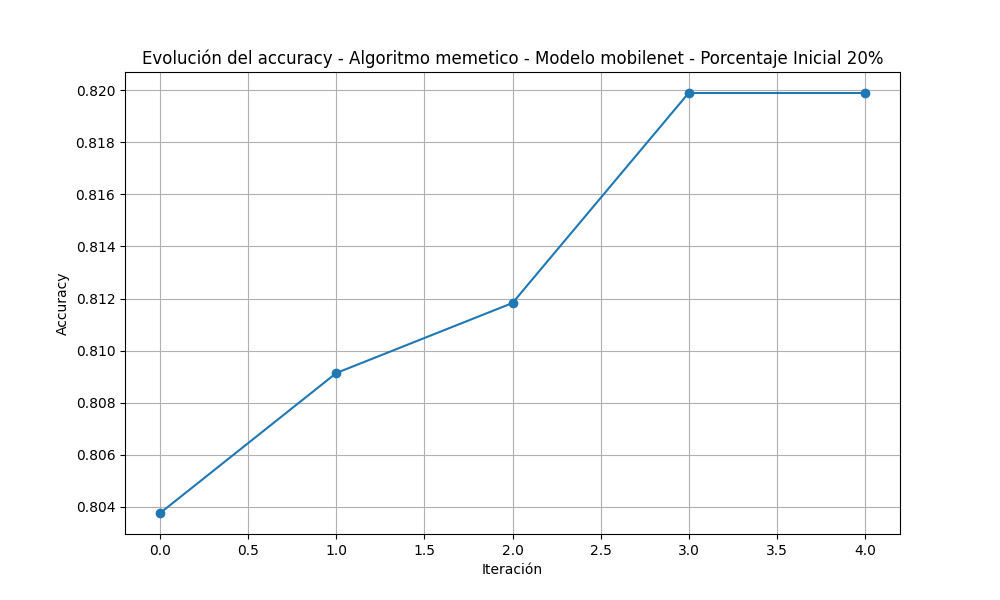 Evolución del accuracy - Algoritmo memetico - Modelo mobilenet - Porcentaje Inicial 20%
0.820
0.818
0.816
0.814
0.812
0.810
0.808
0.806
0.804
Accuracy
0.0 0.5 1.0 1.5 2.0 2.5 3.0 3.5 4.0
Iteración